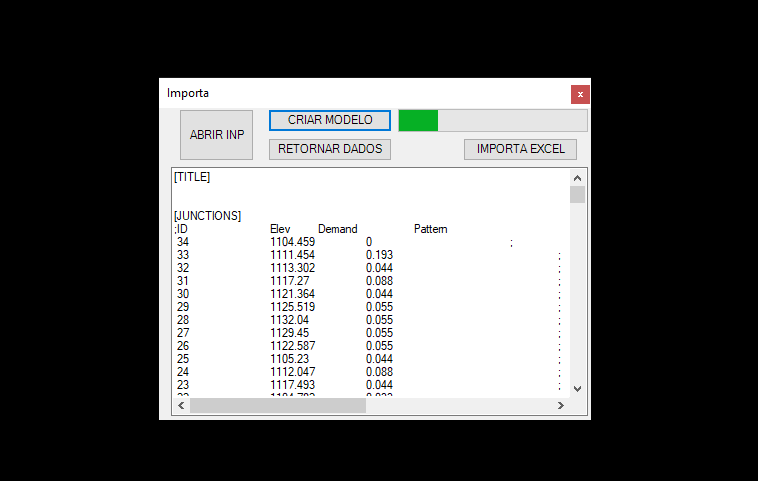 Importa
x
ABRIR INP
CRIAR MODELO
RETORNAR DADOS
IMPORTA EXCEL
[TITLE]
[JUNCTIONS]
;ID Elev Demand Pattern
34 1104.459 0 ;
33 1111.454 0.193 ;
32 1113.302 0.044 ;
31 1117.27 0.088 ;
30 1121.364 0.044 ;
29 1125.519 0.055 ;
28 1132.04 0.055 ;
27 1129.45 0.055 ;
26 1122.587 0.055 ;
25 1105.23 0.044 ;
24 1112.047 0.088 ;
23 1117.493 0.044 ;